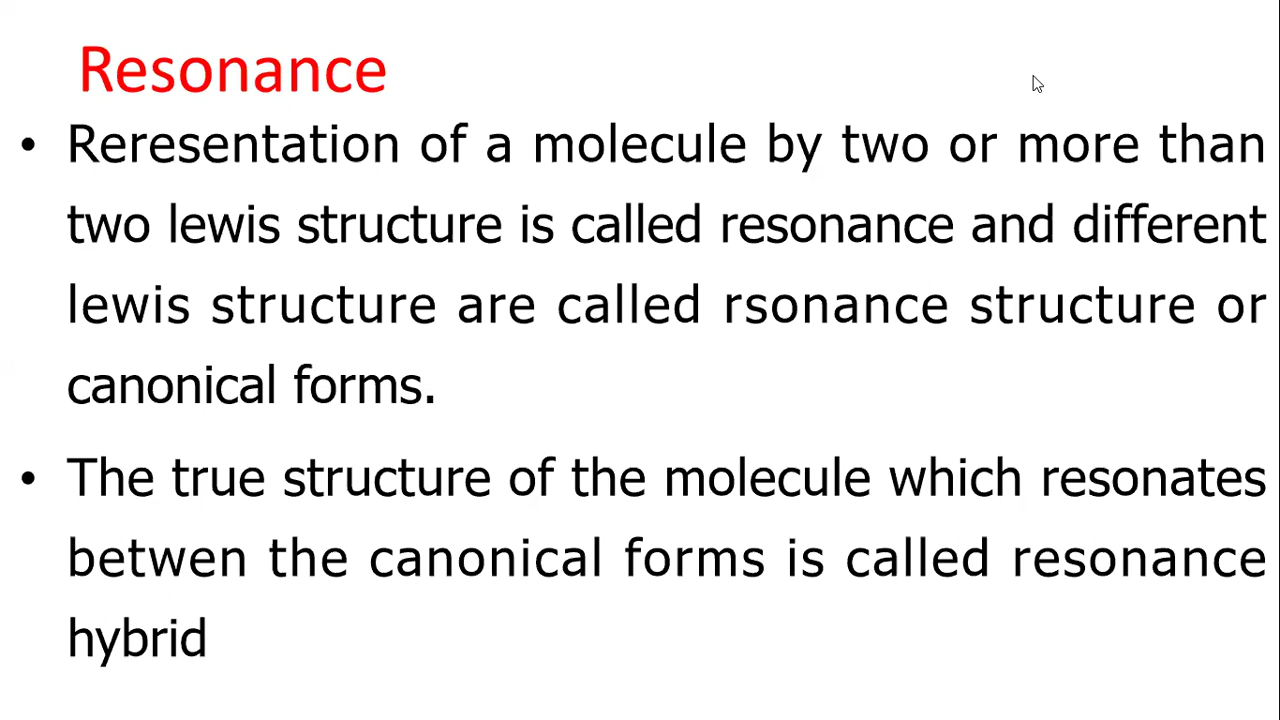 Resonance
• Reresentation of a molecule by two or more than
two lewis structure is called resonance and different
lewis structure are called rsonance structure or
canonical forms.
• The true structure of the molecule which resonates
betwen the canonical forms is called resonance
hybrid